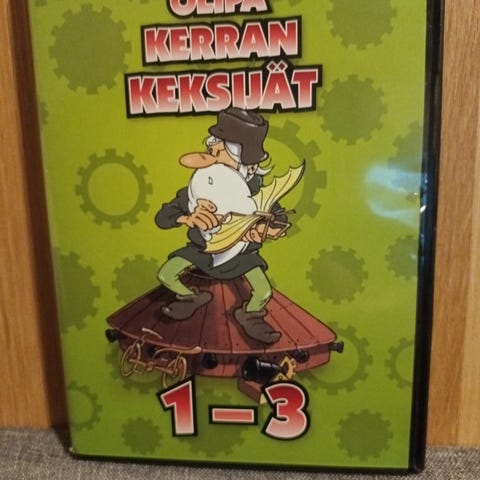 OLIPA
KERRAN
KEKSIJÄT
1-3